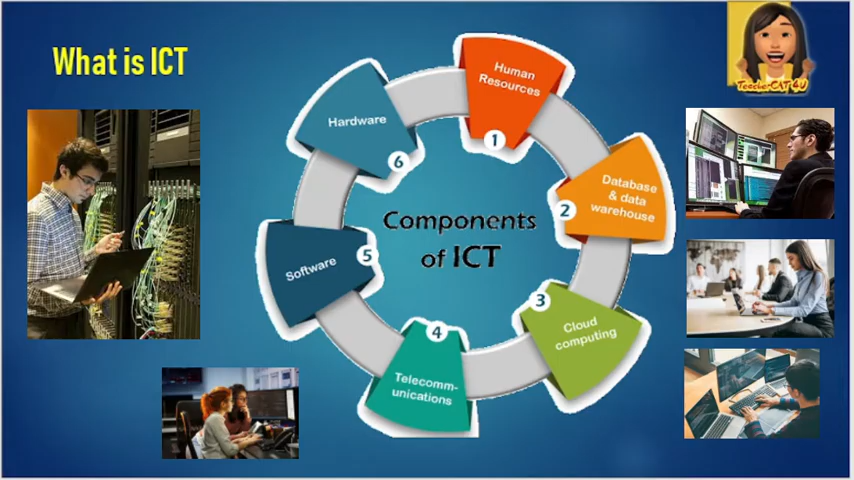 What is ICT
TeacherCAT 4U
Components
of ICT
Human
Resources
1
Database
& data
warehouse
2
Cloud
computing
3
Telecomm-
unications
4
Software
5
Hardware
6